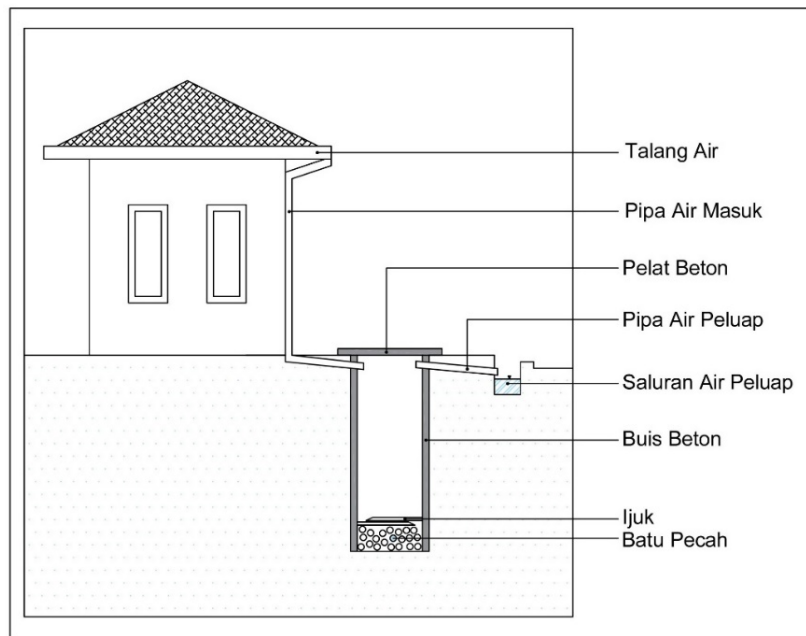 Talang Air
Pipa Air Masuk
Pelat Beton
Pipa Air Peluap
Saluran Air Peluap
Buis Beton
Ijuk
Batu Pecah